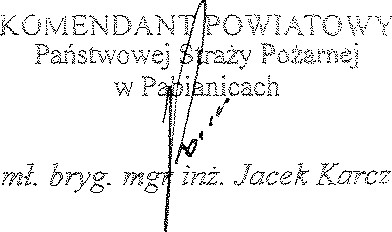 KOMENDANT POWIATOWY
Państwowej Straży Pożarnej
w Pabianicach
mł. bryg. mgr inż. Jacek Karcz